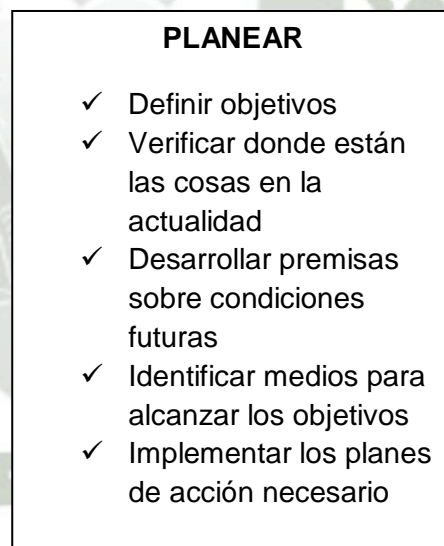 PLANEAR
✓ Definir objetivos
✓ Verificar donde están
las cosas en la
actualidad
✓ Desarrollar premisas
sobre condiciones
futuras
✓ Identificar medios para
alcanzar los objetivos
✓ Implementar los planes
de acción necesario